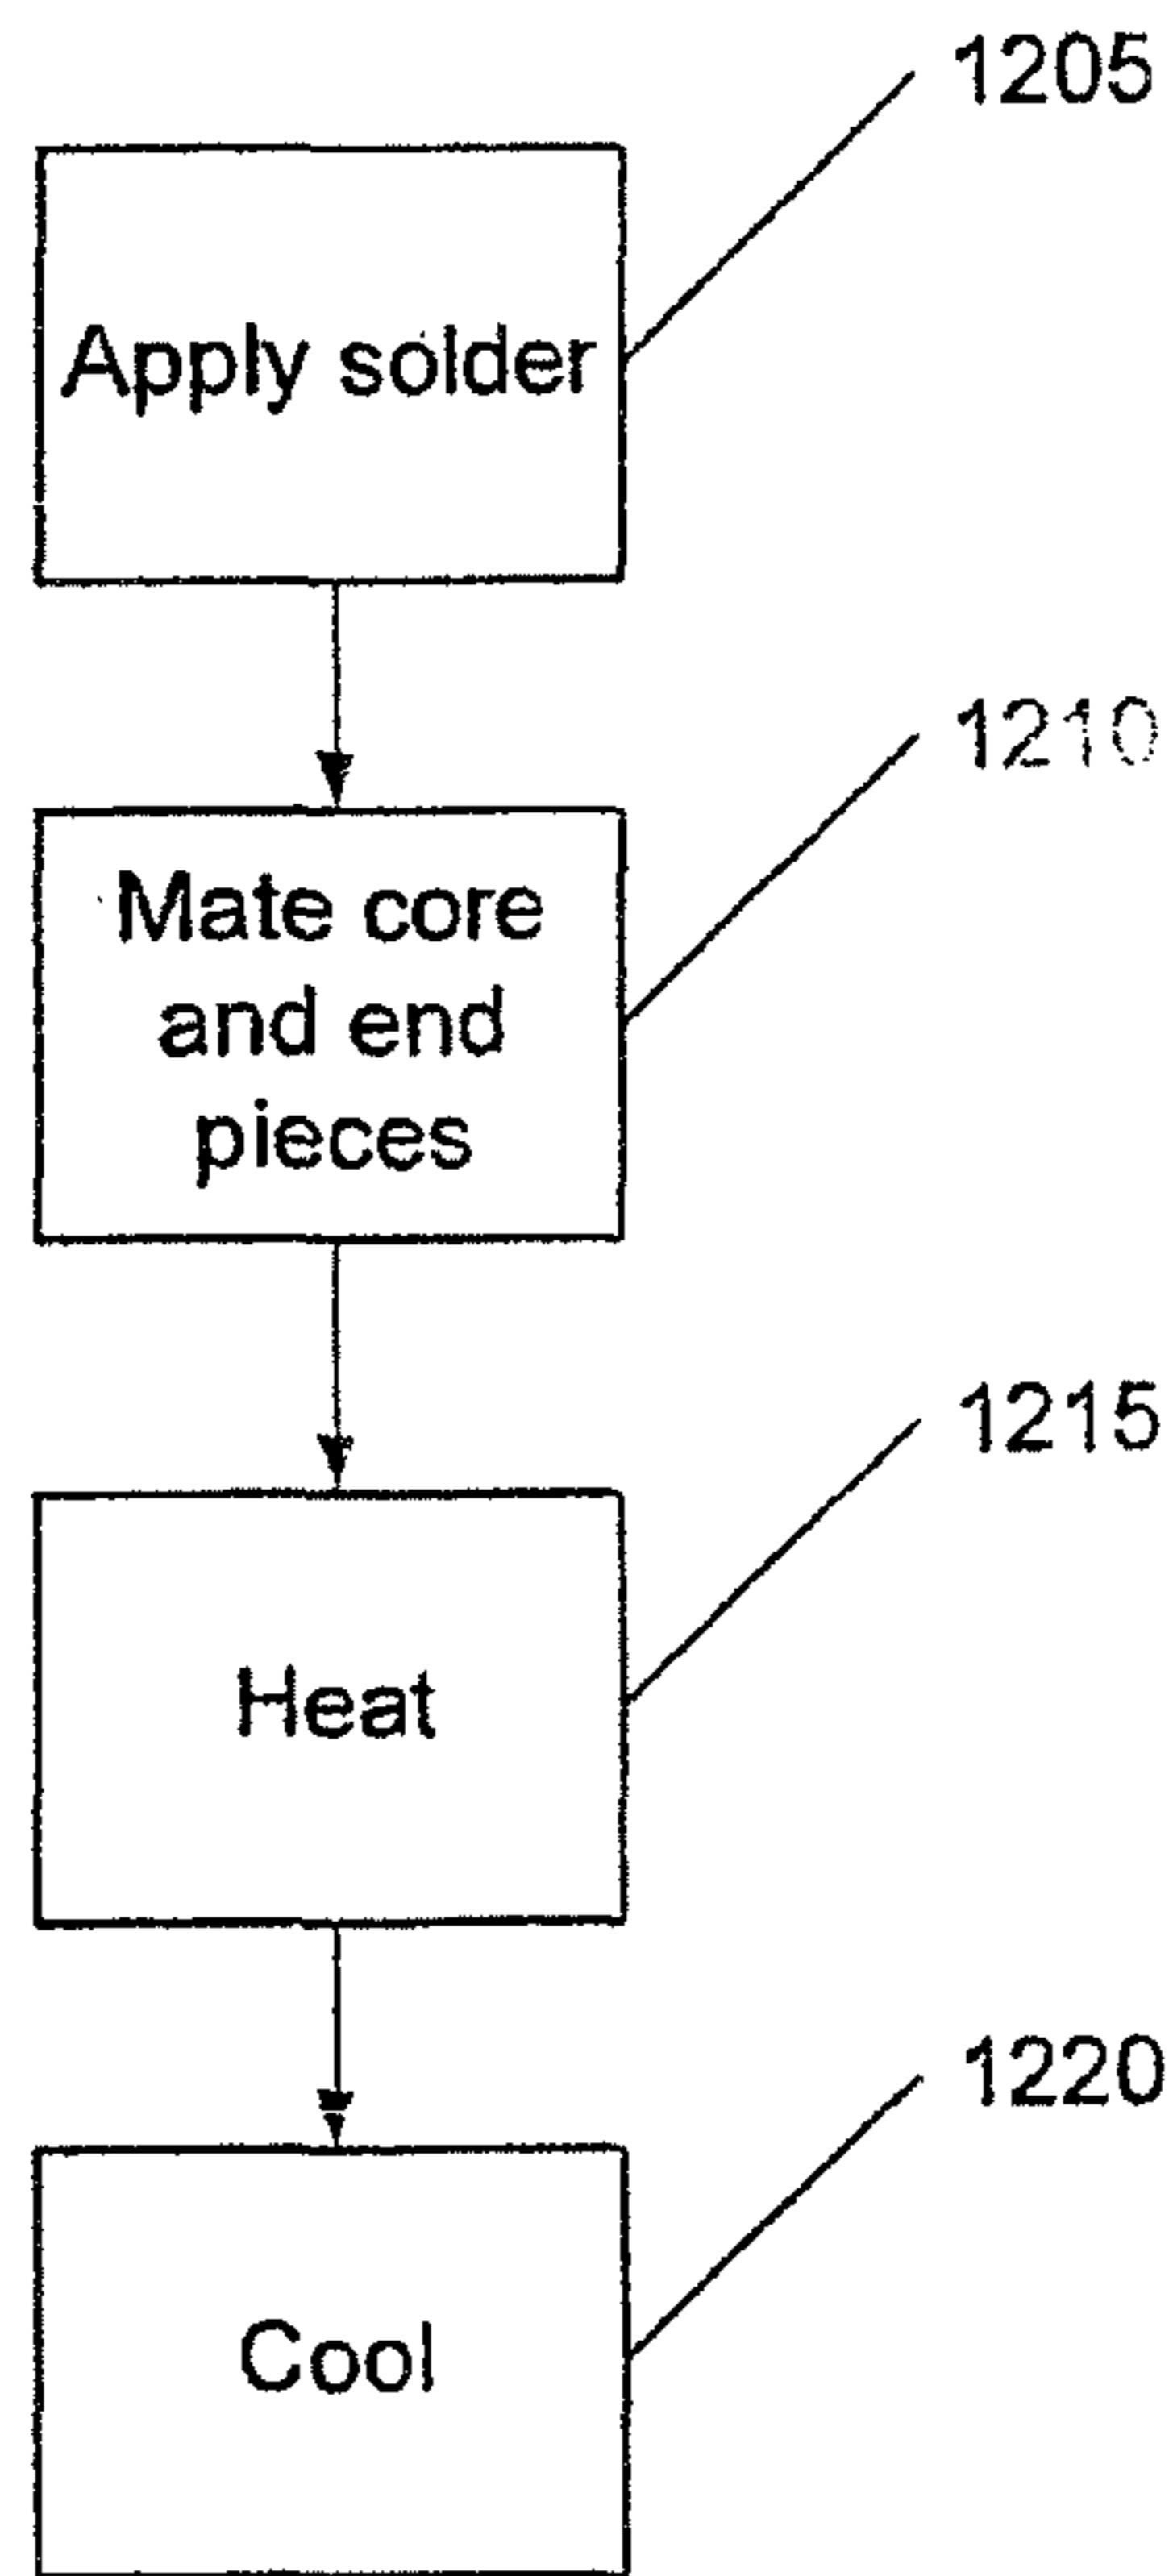 1205
Apply solder
1210
Mate core
and end
pieces
1215
Heat
1220
Cool